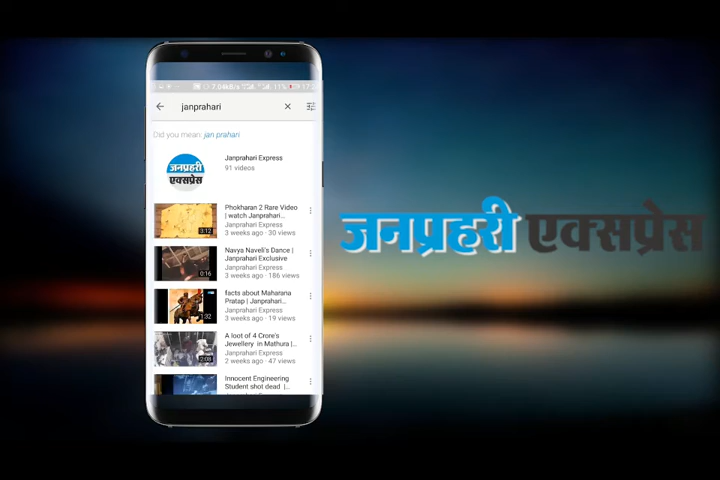 7.04kB/s
11%
janprahari
Did you mean: jan prahari
जनप्रहरी
एक्सप्रेस
Janprahari Express
91 videos
Phokharan 2 Rare Video
| watch Janprahari...
Janprahari Express
3 weeks ago · 30 views
3:12
Navya Naveli's Dance |
Janprahari Exclusive
Janprahari Express
3 weeks ago · 186 views
0:16
facts about Maharana
Pratap | Janprahari...
Janprahari Express
3 weeks ago · 19 views
1:32
A loot of 4 Crore's
Jewellery in Mathura |...
Janprahari Express
2 weeks ago · 47 views
2:08
Innocent Engineering
Student shot dead |...
जनप्रहरी एक्सप्रेस